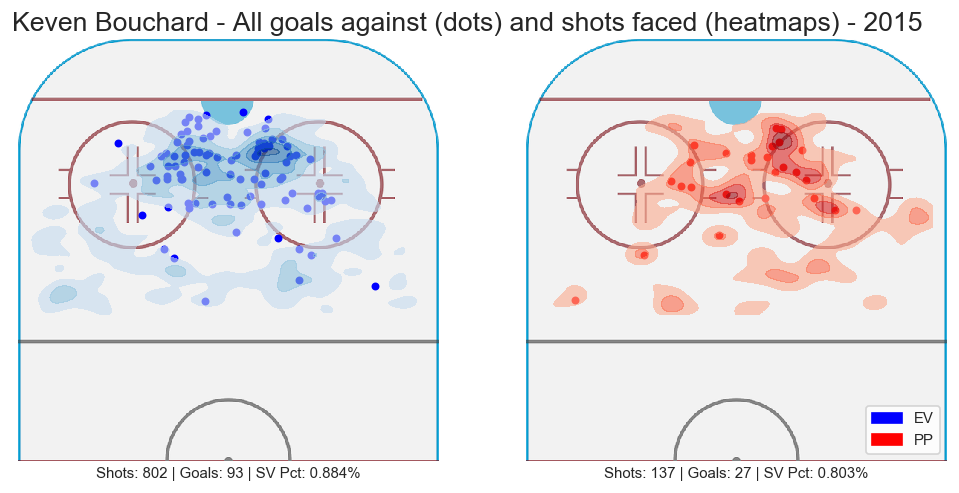 Keven Bouchard - All goals against (dots) and shots faced (heatmaps) - 2015
EV
PP
Shots: 802 | Goals: 93 | SV Pct: 0.884%
Shots: 137 | Goals: 27 | SV Pct: 0.803%